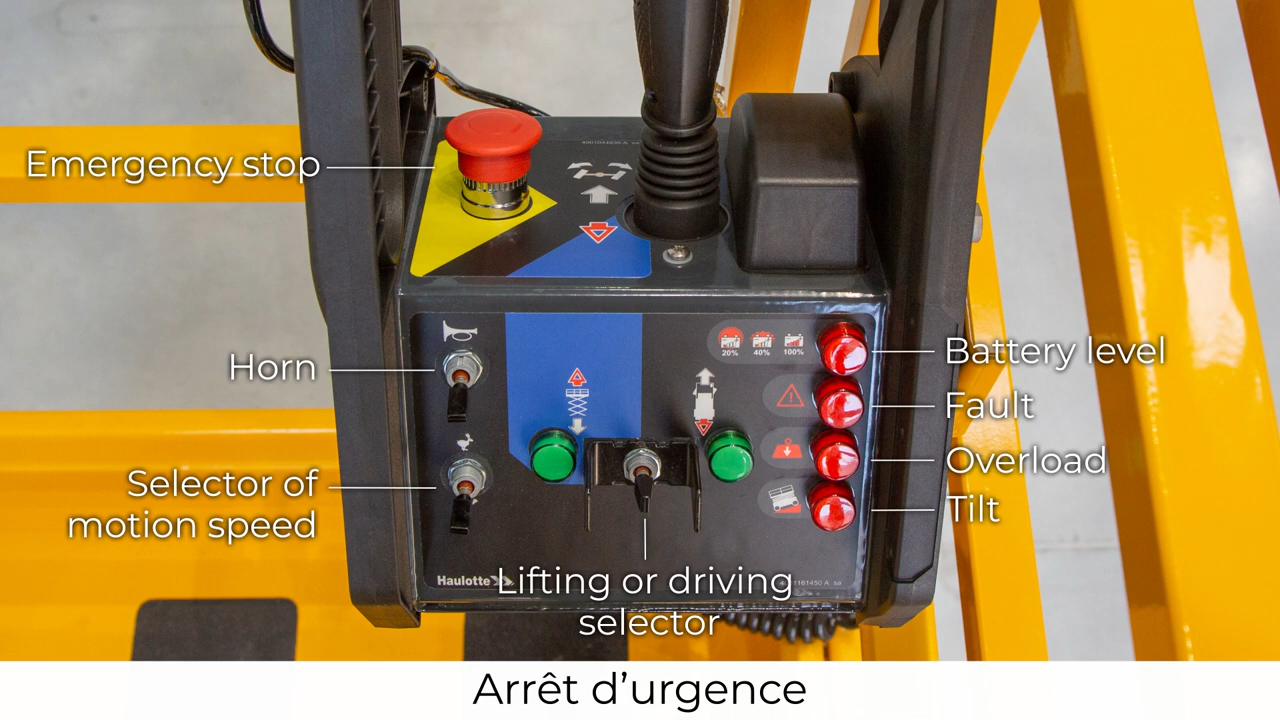 Emergency stop
Horn
20% 40% 100%
Battery level
Fault
Overload
Selector of
motion speed
Tilt
Haulotte
Lifting or driving
selector
Arrêt d’urgence